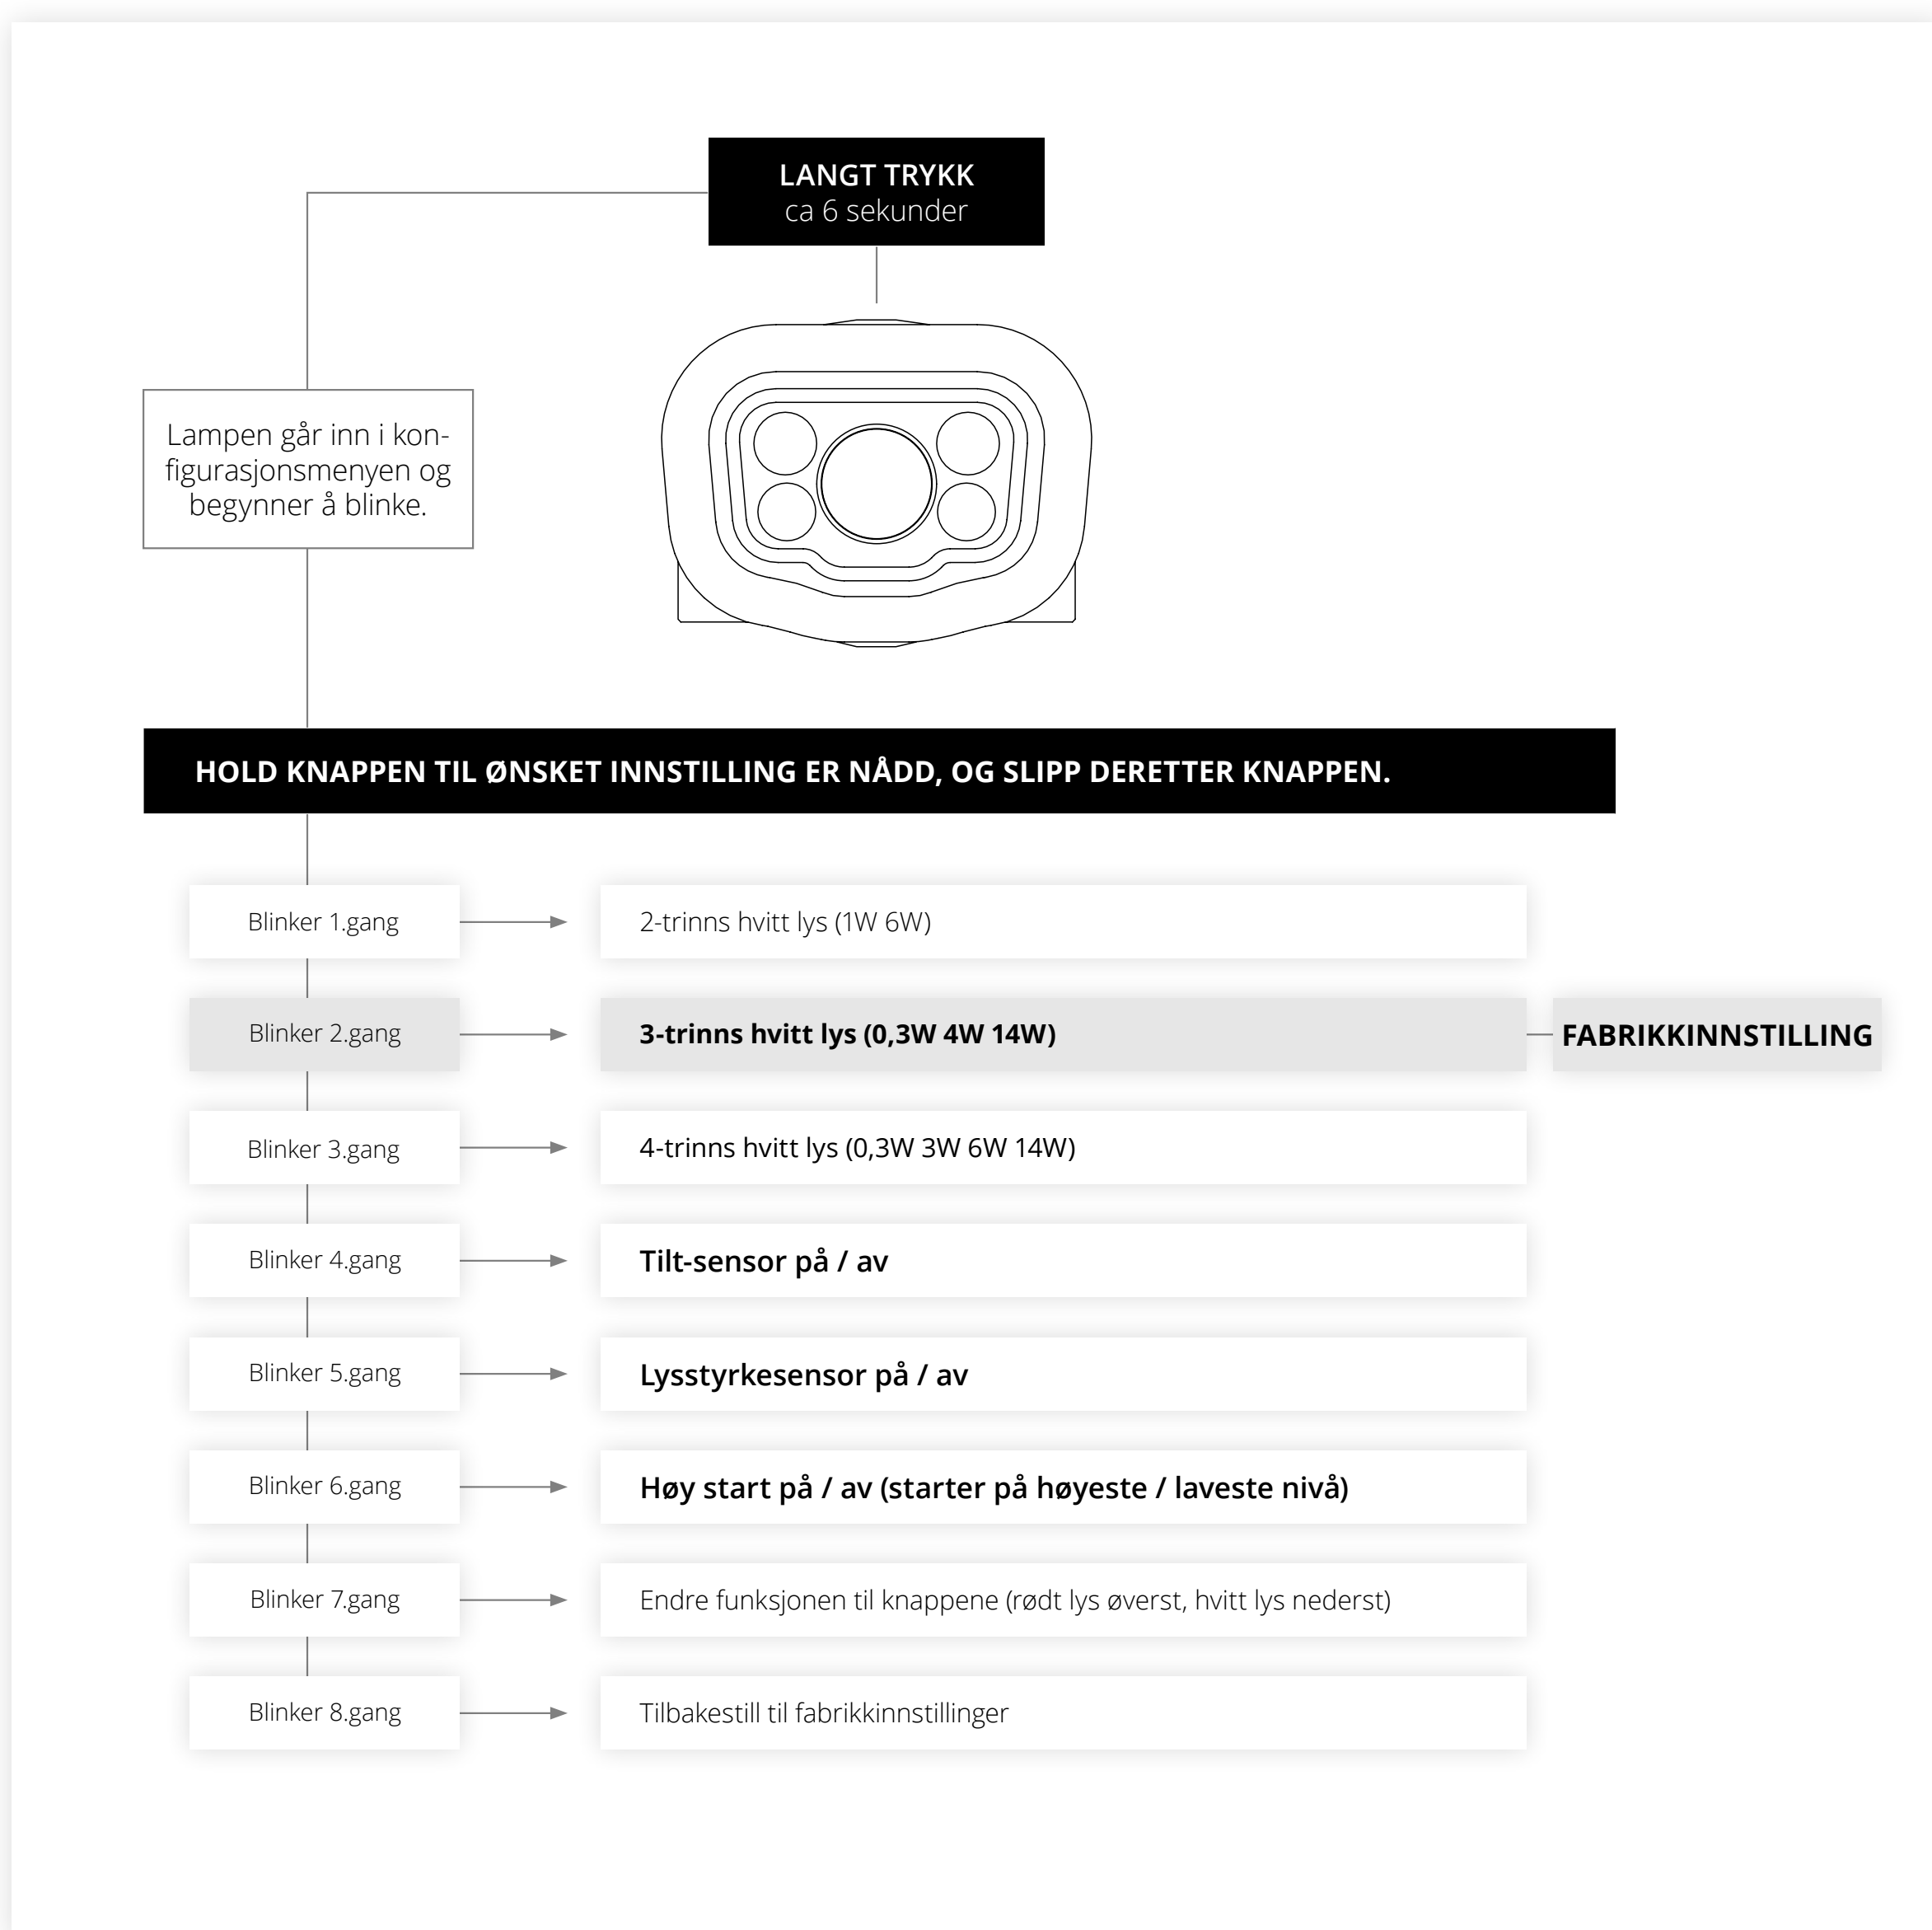 LANGT TRYKK
ca 6 sekunder
Lampen går inn i kon-
figurasjonsmenyen og
begynner å blinke.
HOLD KNAPPEN TIL ØNSKET INNSTILLING ER NÅDD, OG SLIPP DERETTER KNAPPEN.
Blinker 1.gang
2-trinns hvitt lys (1W 6W)
Blinker 2.gang
3-trinns hvitt lys (0,3W 4W 14W)
FABRIKKINNSTILLING
Blinker 3.gang
4-trinns hvitt lys (0,3W 3W 6W 14W)
Blinker 4.gang
Tilt-sensor på / av
Blinker 5.gang
Lysstyrkesensor på / av
Blinker 6.gang
Høy start på / av (starter på høyeste / laveste nivå)
Blinker 7.gang
Endre funksjonen til knappene (rødt lys øverst, hvitt lys nederst)
Blinker 8.gang
Tilbakestill til fabrikkinnstillinger